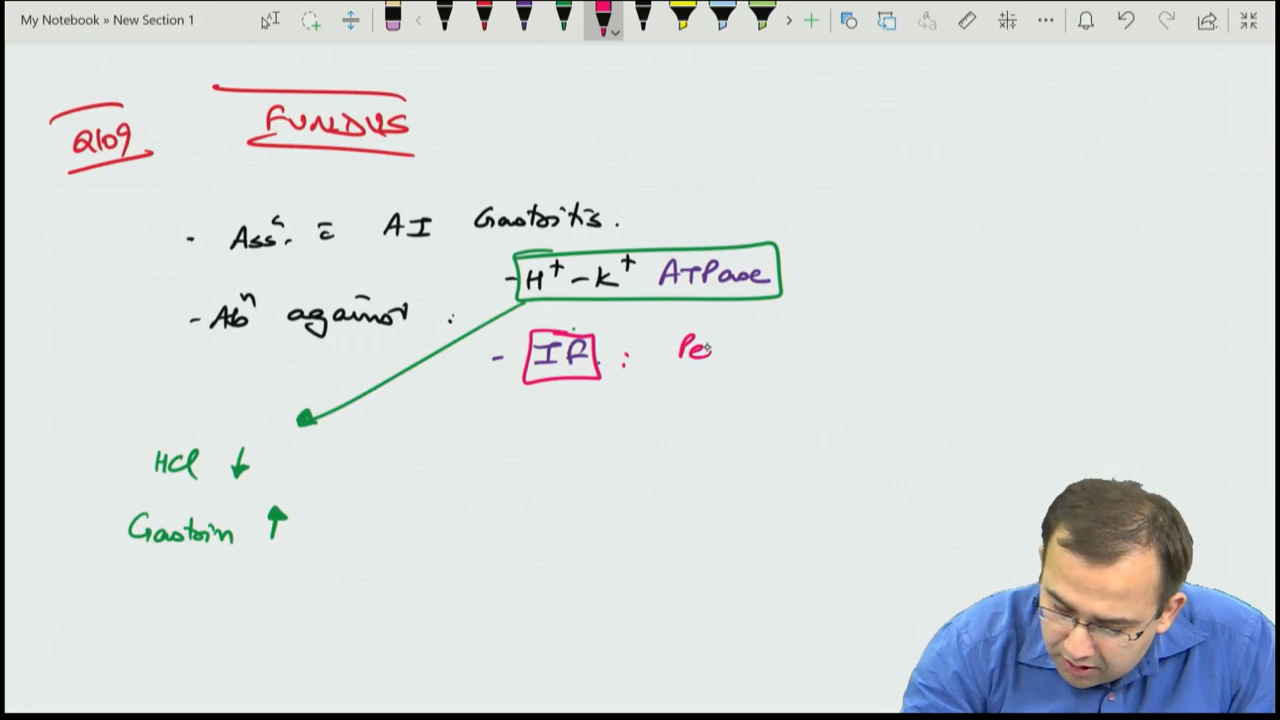 My Notebook » New Section 1
Q109 FUNDUS
- Assc. c̄ AI Gastritis.
- H+ - K+ ATPase
- Abn against :
- IF : Pe
HCl ↓
Gastrin ↑